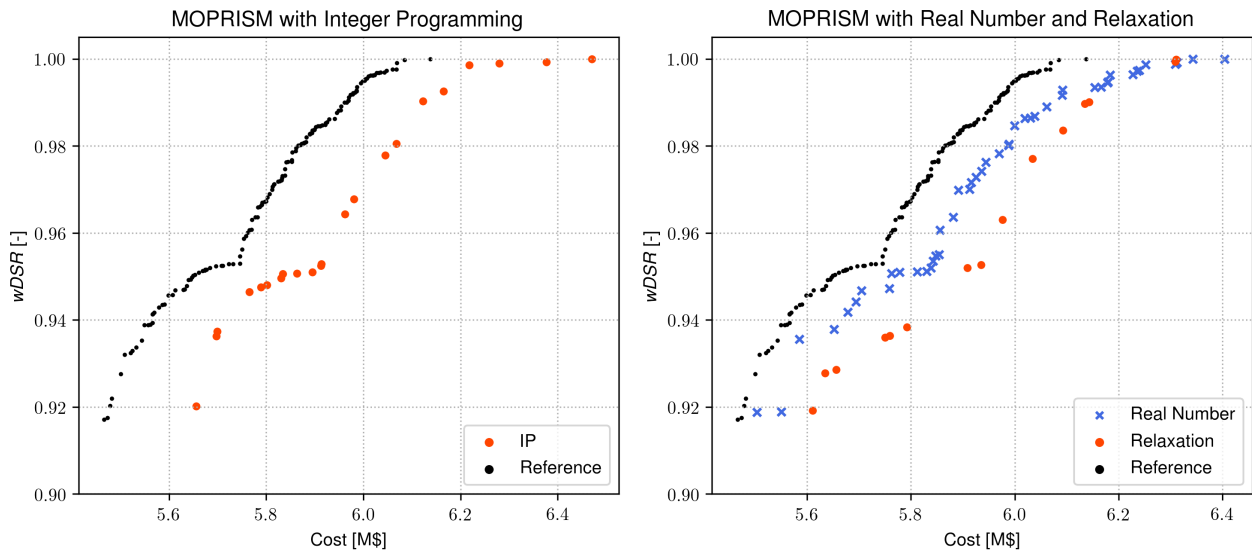 MOPRISM with Integer Programming
1.00
0.98
0.96
0.94
0.92
0.90
wDSR [-]
5.6 5.8 6.0 6.2 6.4
Cost [M$]
IP
Reference
MOPRISM with Real Number and Relaxation
1.00
0.98
0.96
0.94
0.92
0.90
wDSR [-]
5.6 5.8 6.0 6.2 6.4
Cost [M$]
Real Number
Relaxation
Reference